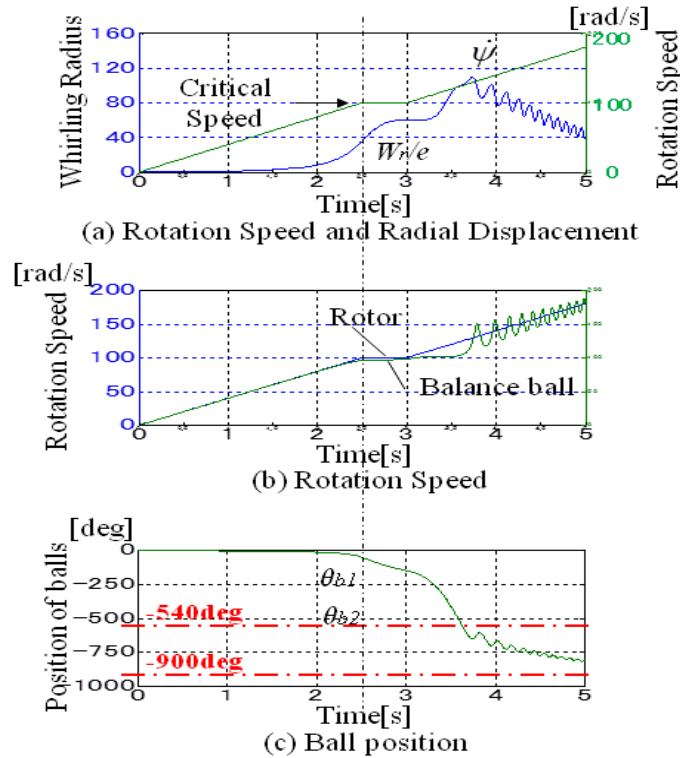 [rad/s]
160
120
80
40
0
Whirling Radius
Critical
Speed
ψ̇
Wr/e
200
100
0
Rotation Speed
0 1 2 3 4 5
Time[s]
(a) Rotation Speed and Radial Displacement
[rad/s]
200
150
100
50
0
Rotation Speed
Rotor
Balance ball
0 1 2 3 4 5
Time[s]
(b) Rotation Speed
[deg]
0
-250
-500
-750
1000
Position of balls
θb1
θb2
-540deg
-900deg
0 1 2 3 4 5
Time[s]
(c) Ball position